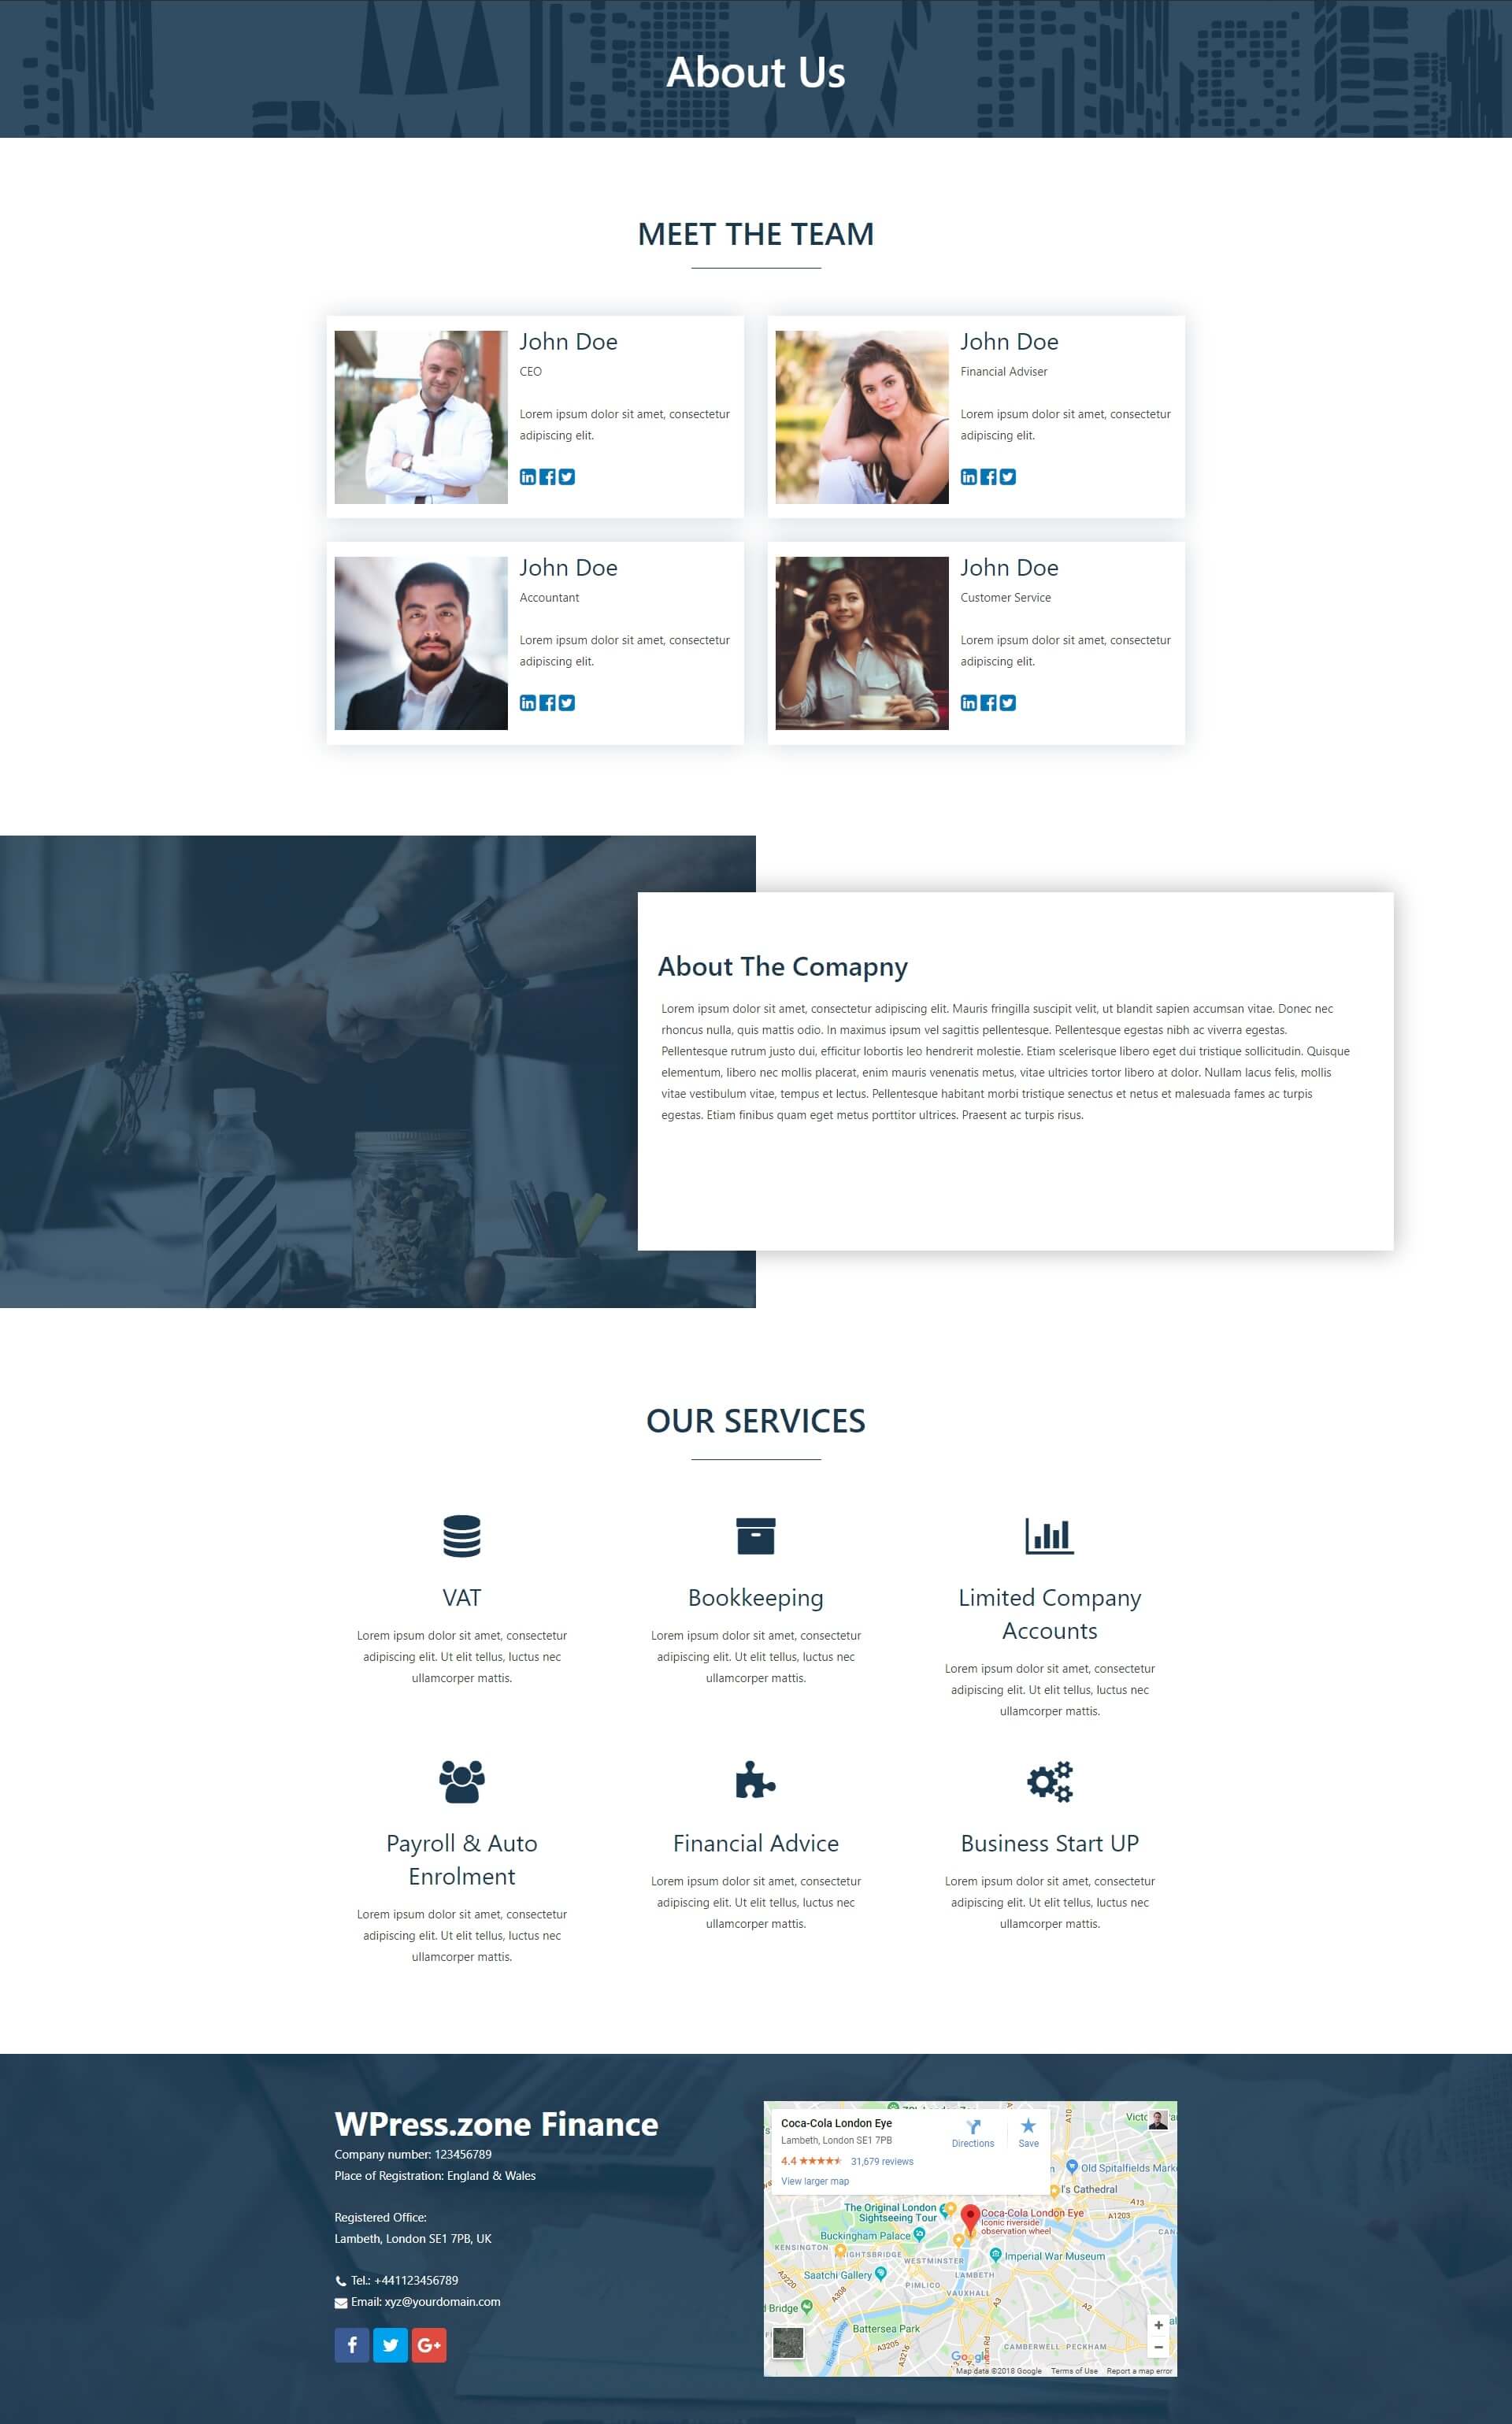 About Us
MEET THE TEAM
John Doe
CEO
Lorem ipsum dolor sit amet, consectetur
adipiscing elit.
John Doe
Financial Adviser
Lorem ipsum dolor sit amet, consectetur
adipiscing elit.
John Doe
Accountant
Lorem ipsum dolor sit amet, consectetur
adipiscing elit.
John Doe
Customer Service
Lorem ipsum dolor sit amet, consectetur
adipiscing elit.
About The Comapny
Lorem ipsum dolor sit amet, consectetur adipiscing elit. Mauris fringilla suscipit velit, ut blandit sapien accumsan vitae. Donec nec
rhoncus nulla, quis mattis odio. In maximus ipsum vel sagittis pellentesque. Pellentesque egestas nibh ac viverra egestas.
Pellentesque rutrum justo dui, efficitur lobortis leo hendrerit molestie. Etiam scelerisque libero eget dui tristique sollicitudin. Quisque
elementum, libero nec mollis placerat, enim mauris venenatis metus, vitae ultricies tortor libero at dolor. Nullam lacus felis, mollis
vitae vestibulum vitae, tempus et lectus. Pellentesque habitant morbi tristique senectus et netus et malesuada fames ac turpis
egestas. Etiam finibus quam eget metus porttitor ultrices. Praesent ac turpis risus.
OUR SERVICES
VAT
Lorem ipsum dolor sit amet, consectetur
adipiscing elit. Ut elit tellus, luctus nec
ullamcorper mattis.
Bookkeeping
Lorem ipsum dolor sit amet, consectetur
adipiscing elit. Ut elit tellus, luctus nec
ullamcorper mattis.
Limited Company
Accounts
Lorem ipsum dolor sit amet, consectetur
adipiscing elit. Ut elit tellus, luctus nec
ullamcorper mattis.
Payroll & Auto
Enrolment
Lorem ipsum dolor sit amet, consectetur
adipiscing elit. Ut elit tellus, luctus nec
ullamcorper mattis.
Financial Advice
Lorem ipsum dolor sit amet, consectetur
adipiscing elit. Ut elit tellus, luctus nec
ullamcorper mattis.
Business Start UP
Lorem ipsum dolor sit amet, consectetur
adipiscing elit. Ut elit tellus, luctus nec
ullamcorper mattis.
WPress.zone Finance
Company number: 123456789
Place of Registration: England & Wales
Registered Office:
Lambeth, London SE1 7PB, UK
Tel.: +441123456789
Email: xyz@yourdomain.com
G+
Coca-Cola London Eye
Lambeth, London SE1 7PB
4.4 31,679 reviews
View larger map
Directions
Save
A10
Old Spitalfields Mark
l's Cathedral
A13
A1203
The Original London
Sightseeing Tour
Coca-Cola London Eye
Iconic riverside
observation wheel
Buckingham Palace
KENSINGTON
WESTMINSTER
Imperial War Museum
LAMBETH
Saatchi Gallery
PIMLICO
VAUXHALL
A3220
A308
A3
A2
d Bridge
Battersea Park
River Thames
A3205
A3216
CAMBERWELL
PECKHAM
Google
Map data ©2018 Google
Terms of Use
Report a map error